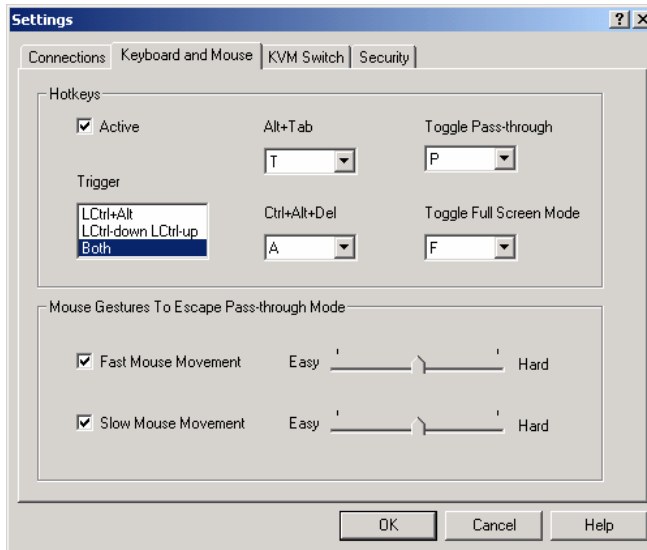 Settings
Connections Keyboard and Mouse KVM Switch Security
Hotkeys
Active Alt+Tab Toggle Pass-through
T P
Trigger
LCtrl+Alt Ctrl+Alt+Del Toggle Full Screen Mode
LCtrl-down LCtrl-up
Both A F
Mouse Gestures To Escape Pass-through Mode
Fast Mouse Movement Easy Hard
Slow Mouse Movement Easy Hard
OK Cancel Help